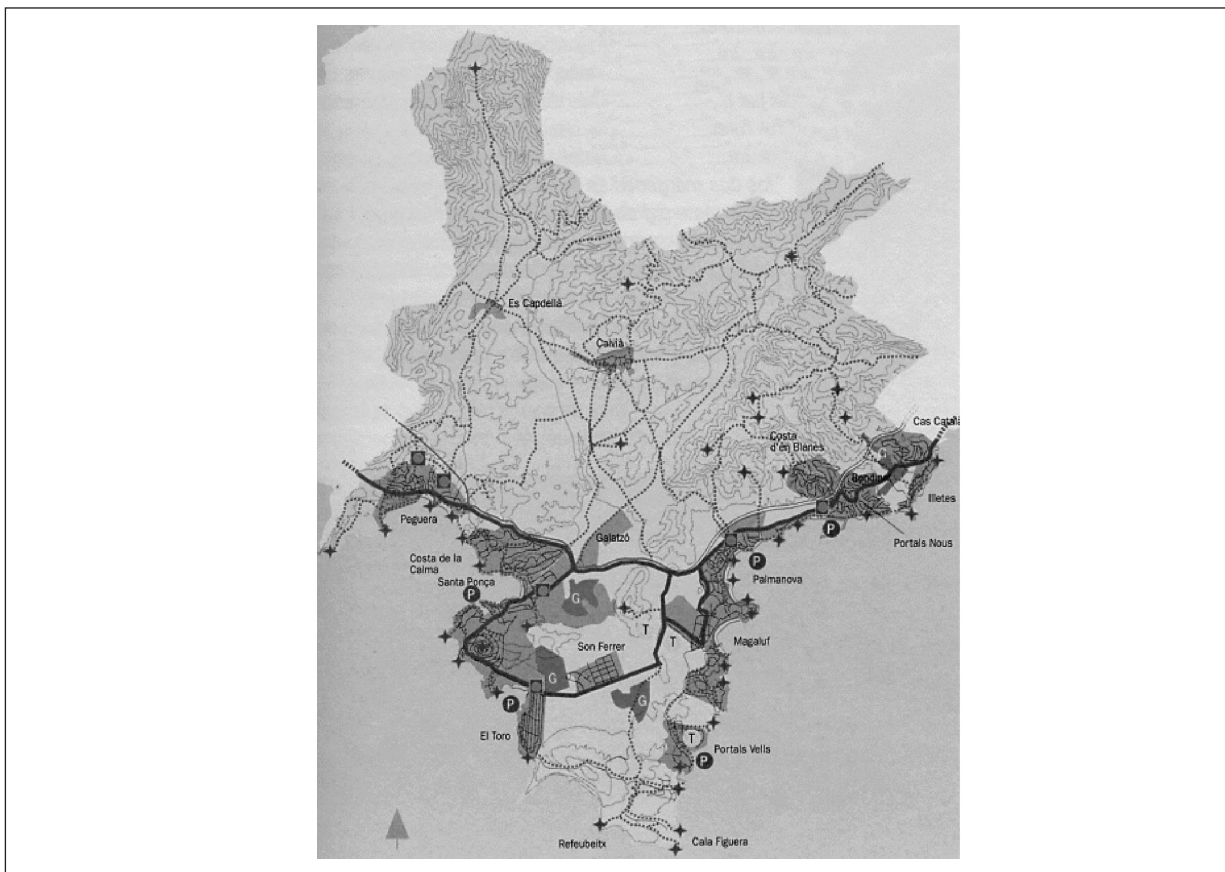 Es Capdellà
Calvià
Cas Català
Costa
d'en Blanes
Bendinat
Illetes
Peguera
Galatzó
Portals Nous
P
Costa de la
Calma
P
Palmanova
Santa Ponça
P
G
T
T
Magaluf
Son Ferrer
G
G
P
El Toro
T
Portals Vells
P
Refeubeitx
Cala Figuera